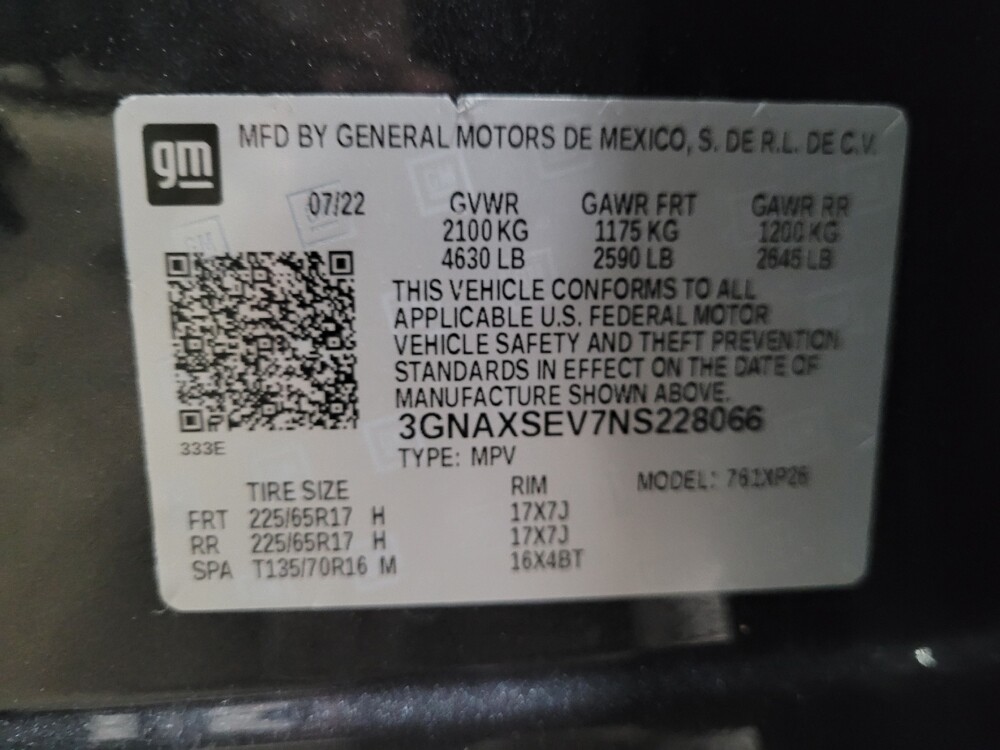 gm
MFD BY GENERAL MOTORS DE MEXICO, S. DE R.L. DE C.V.
07/22 GVWR GAWR FRT GAWR RR
2100 KG 1175 KG 1200 KG
4630 LB 2590 LB 2645 LB
THIS VEHICLE CONFORMS TO ALL
APPLICABLE U.S. FEDERAL MOTOR
VEHICLE SAFETY AND THEFT PREVENTION
STANDARDS IN EFFECT ON THE DATE OF
MANUFACTURE SHOWN ABOVE.
3GNAXSEV7NS228066
333E
TYPE: MPV
TIRE SIZE RIM MODEL: 761XP26
FRT 225/65R17 H 17X7J
RR 225/65R17 H 17X7J
SPA T135/70R16 M 16X4BT